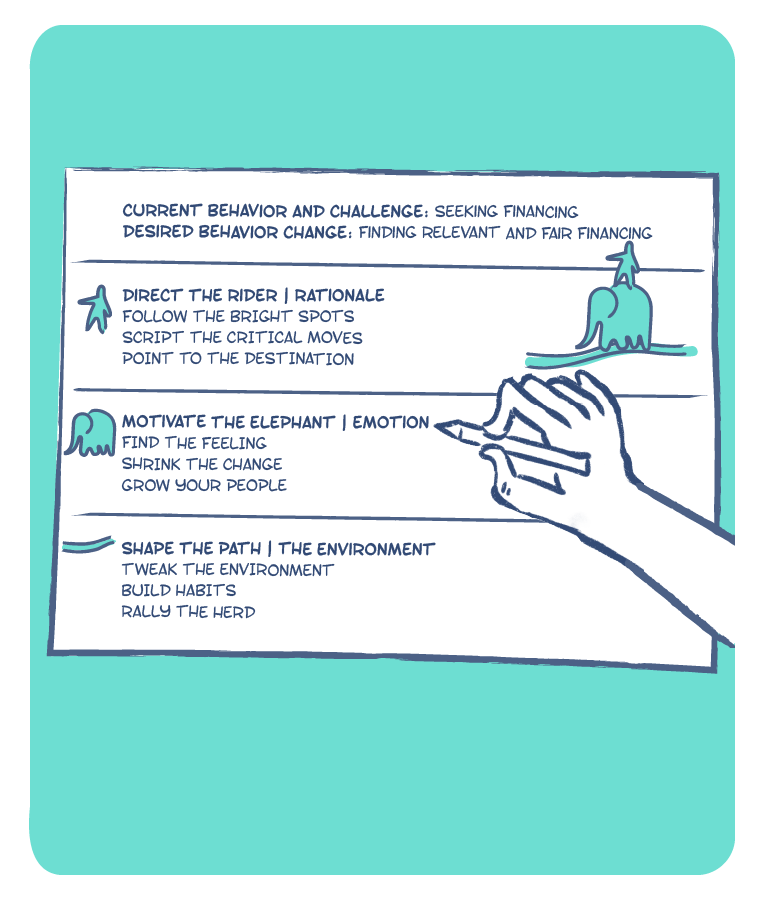 CURRENT BEHAVIOR AND CHALLENGE: SEEKING FINANCING
DESIRED BEHAVIOR CHANGE: FINDING RELEVANT AND FAIR FINANCING
DIRECT THE RIDER | RATIONALE
FOLLOW THE BRIGHT SPOTS
SCRIPT THE CRITICAL MOVES
POINT TO THE DESTINATION
MOTIVATE THE ELEPHANT | EMOTION
FIND THE FEELING
SHRINK THE CHANGE
GROW YOUR PEOPLE
SHAPE THE PATH | THE ENVIRONMENT
TWEAK THE ENVIRONMENT
BUILD HABITS
RALLY THE HERD